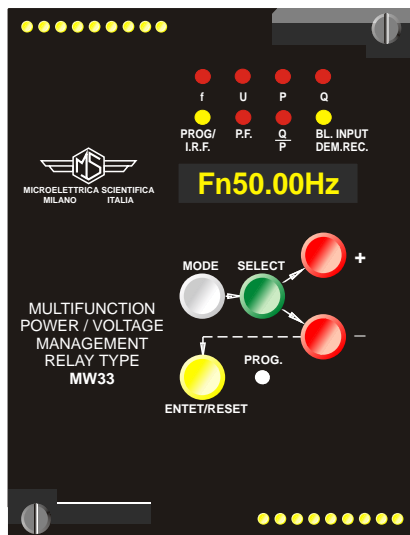 f U P Q
PROG/ P.F. Q BL. INPUT
I.R.F. P DEM.REC.
MS
MICROELETTRICA SCIENTIFICA
MILANO ITALIA
Fn50.00Hz
MODE SELECT +
MULTIFUNCTION
POWER / VOLTAGE
MANAGEMENT
RELAY TYPE
MW33
–
PROG.
ENTET/RESET